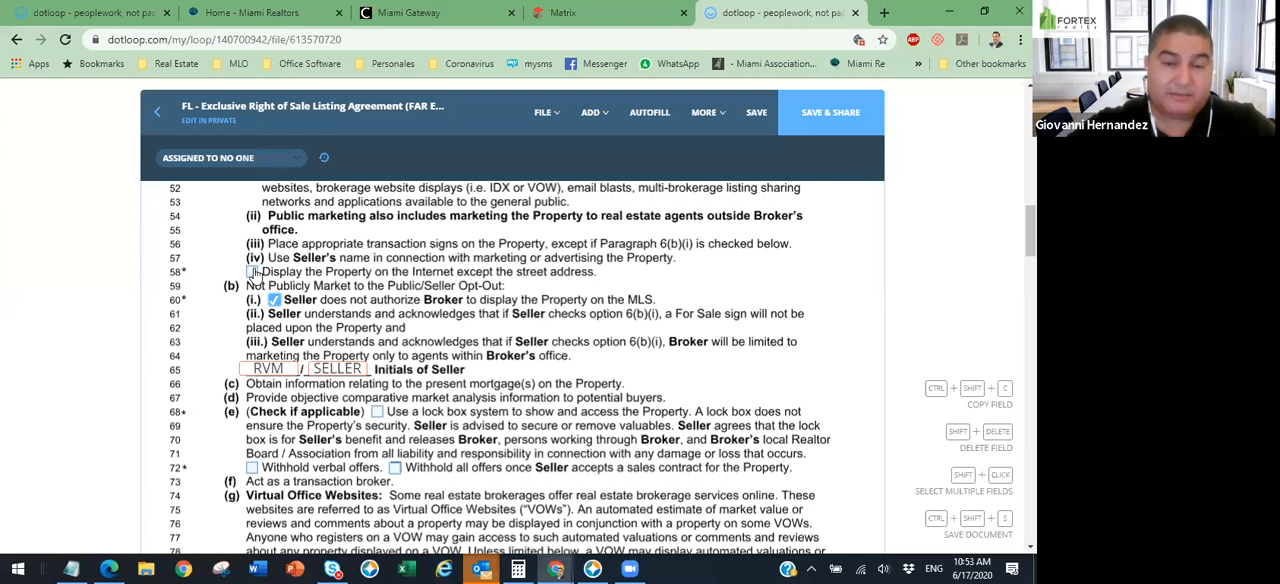 dotloop - peoplework, not pa
Home - Miami Realtors
Miami Gateway
Matrix
dotloop - peoplework, not pap
dotloop.com/my/loop/140700942/file/613570720
ABP
Apps
Bookmarks
Real Estate
MLO
Office Software
Personales
Coronavirus
mysms
Messenger
WhatsApp
- Miami Association...
Miami Re
»
Other bookmarks
FORTEX
realty
Giovanni Hernandez
FL - Exclusive Right of Sale Listing Agreement (FAR E...
EDIT IN PRIVATE
FILE
ADD
AUTOFILL
MORE
SAVE
SAVE & SHARE
ASSIGNED TO NO ONE
52 websites, brokerage website displays (i.e. IDX or VOW), email blasts, multi-brokerage listing sharing
53 networks and applications available to the general public.
54 (ii) Public marketing also includes marketing the Property to real estate agents outside Broker's
55 office.
56 (iii) Place appropriate transaction signs on the Property, except if Paragraph 6(b)(i) is checked below.
57 (iv) Use Seller's name in connection with marketing or advertising the Property.
58* Display the Property on the Internet except the street address.
59 (b) Not Publicly Market to the Public/Seller Opt-Out:
60* (i.) Seller does not authorize Broker to display the Property on the MLS.
61 (ii.) Seller understands and acknowledges that if Seller checks option 6(b)(i), a For Sale sign will not be
62 placed upon the Property and
63 (iii.) Seller understands and acknowledges that if Seller checks option 6(b)(i), Broker will be limited to
64 marketing the Property only to agents within Broker's office.
65 RVM / SELLER Initials of Seller
66 (c) Obtain information relating to the present mortgage(s) on the Property.
67 (d) Provide objective comparative market analysis information to potential buyers.
68* (e) (Check if applicable) Use a lock box system to show and access the Property. A lock box does not
69 ensure the Property's security. Seller is advised to secure or remove valuables. Seller agrees that the lock
70 box is for Seller's benefit and releases Broker, persons working through Broker, and Broker's local Realtor
71 Board / Association from all liability and responsibility in connection with any damage or loss that occurs.
72* Withhold verbal offers. Withhold all offers once Seller accepts a sales contract for the Property.
73 (f) Act as a transaction broker.
74 (g) Virtual Office Websites: Some real estate brokerages offer real estate brokerage services online. These
75 websites are referred to as Virtual Office Websites ("VOWs"). An automated estimate of market value or
76 reviews and comments about a property may be displayed in conjunction with a property on some VOWs.
77 Anyone who registers on a VOW may gain access to such automated valuations or comments and reviews
78 about any property displayed on a VOW. Unless limited below, a VOW may display automated valuations or
CTRL + SHIFT + C
COPY FIELD
SHIFT + DELETE
DELETE FIELD
SHIFT + CLICK
SELECT MULTIPLE FIELDS
CTRL + SHIFT + S
SAVE DOCUMENT
ENG
10:53 AM
6/17/2020